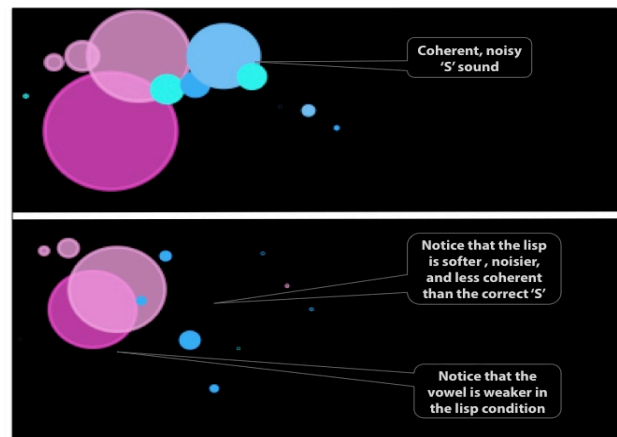 Coherent, noisy
‘S’ sound
Notice that the lisp
is softer , noisier,
and less coherent
than the correct ‘S’
Notice that the
vowel is weaker in
the lisp condition